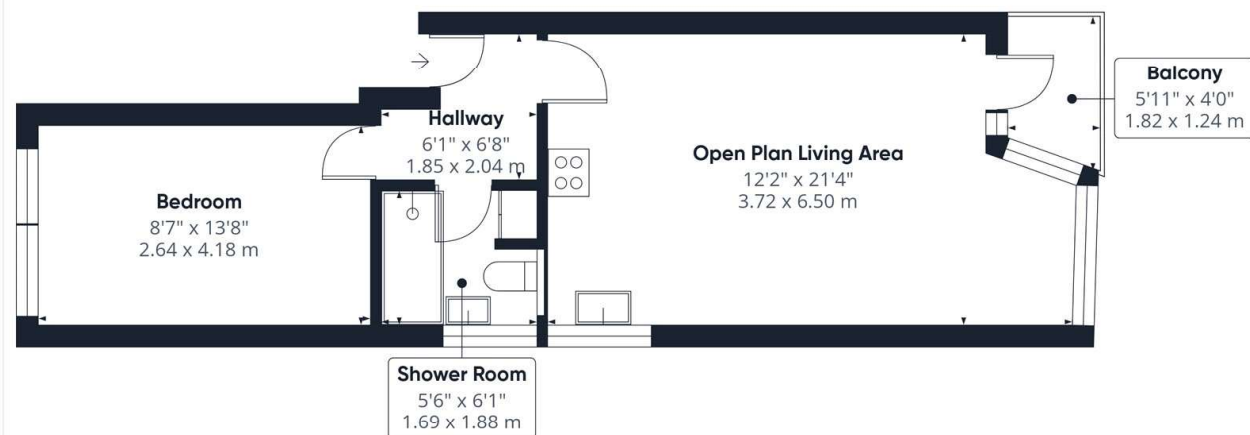 Balcony
5'11" x 4'0"
1.82 x 1.24 m
Hallway
6'1" x 6'8"
1.85 x 2.04 m
Open Plan Living Area
12'2" x 21'4"
3.72 x 6.50 m
Bedroom
8'7" x 13'8"
2.64 x 4.18 m
Shower Room
5'6" x 6'1"
1.69 x 1.88 m